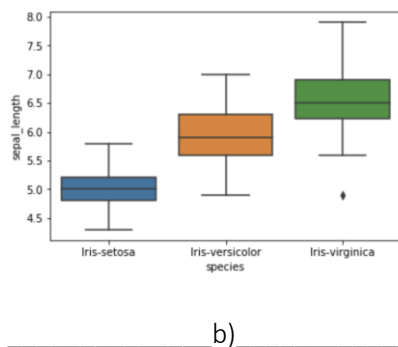 8.0
7.5
7.0
6.5
6.0
5.5
5.0
4.5
sepal_length
Iris-setosa Iris-versicolor Iris-virginica
species
b)